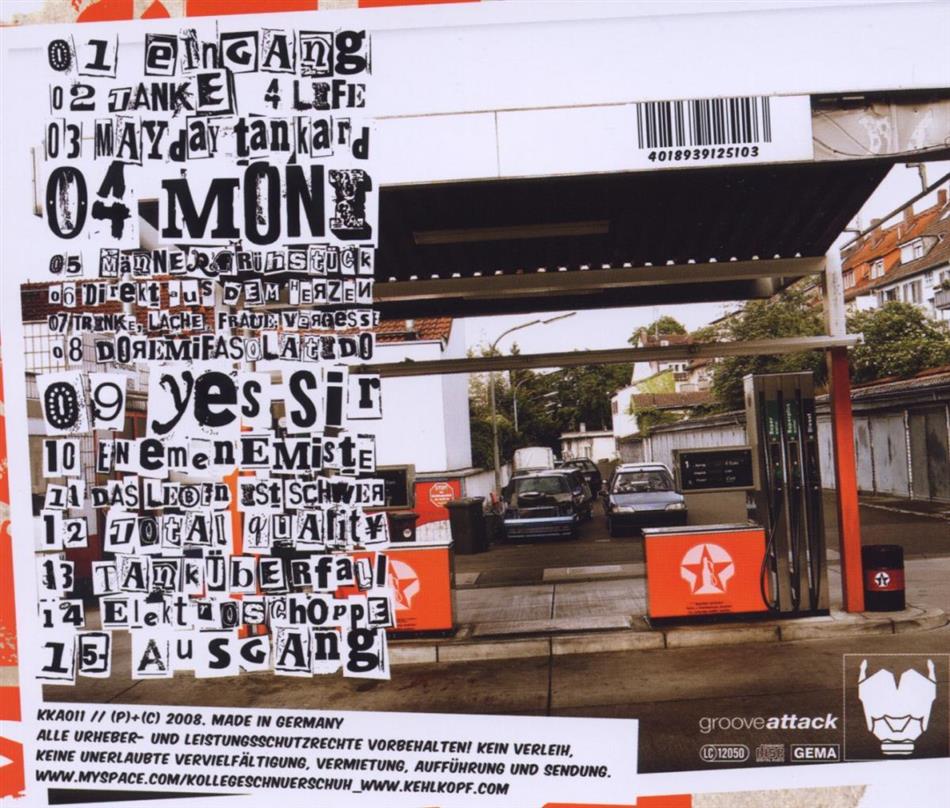 01 eingang
02 TANKE 4 LIFE
03 MAYday tankard
04 MONI
05 MäNNERFRüHSTüCK
06 DiREKT aUS DEM HERZEN
07 TRINKE, LACHE, FRAUE, VERGESSE
08 DOREMIFASOLATIDO
09 yes sir
10 ENEmenEMISTE
11 DAS LEBEN IST SCHWER
12 TOTAL quality
13 TANKÜBERfall
14 ElEKTROSCHOPPE
15. AUSGANG
4018939125103
STOP
KKA011 // (P)+(C) 2008. MADE IN GERMANY
ALLE URHEBER- UND LEISTUNGSSCHUTZRECHTE VORBEHALTEN! KEIN VERLEIH,
KEINE UNERLAUBTE VERVIELFÄLTIGUNG, VERMIETUNG, AUFFÜHRUNG UND SENDUNG.
WWW.MYSPACE.COM/KOLLEGESCHNUERSCHUH_WWW.KEHLKOPF.COM
grooveattack
LC 12050
GEMA